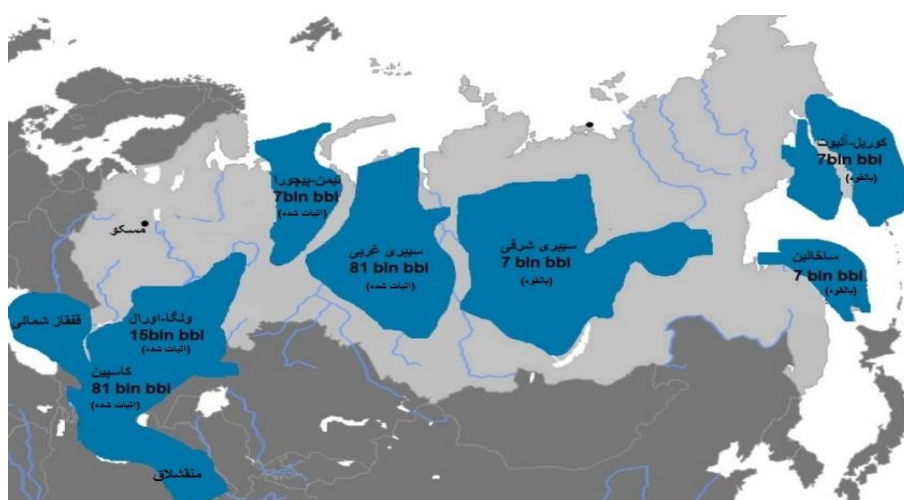 کوریل-آلیوت
7bln bbl
(بالقوه)
تیمن-پیچورا
7bln bbl
(اثبات شده)
مسکو
سیبری غربی
81 bln bbl
(اثبات شده)
سیبری شرقی
7 bln bbl
(بالقوه)
ساخالین
7 bln bbl
(بالقوه)
قفقاز شمالی
ولگا-اورال
15bln bbl
(اثبات شده)
کاسپین
81 bln bbl
(اثبات شده)
منقشلاق